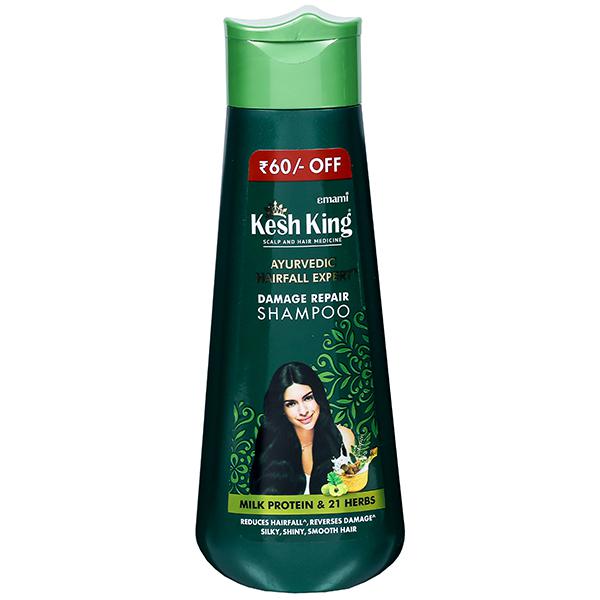 ₹60/- OFF
emami
Kesh King®
SCALP AND HAIR MEDICINE
AYURVEDIC
HAIRFALL EXPERT^
DAMAGE REPAIR
SHAMPOO
MILK PROTEIN & 21 HERBS
REDUCES HAIRFALL^, REVERSES DAMAGE^
SILKY, SHINY, SMOOTH HAIR